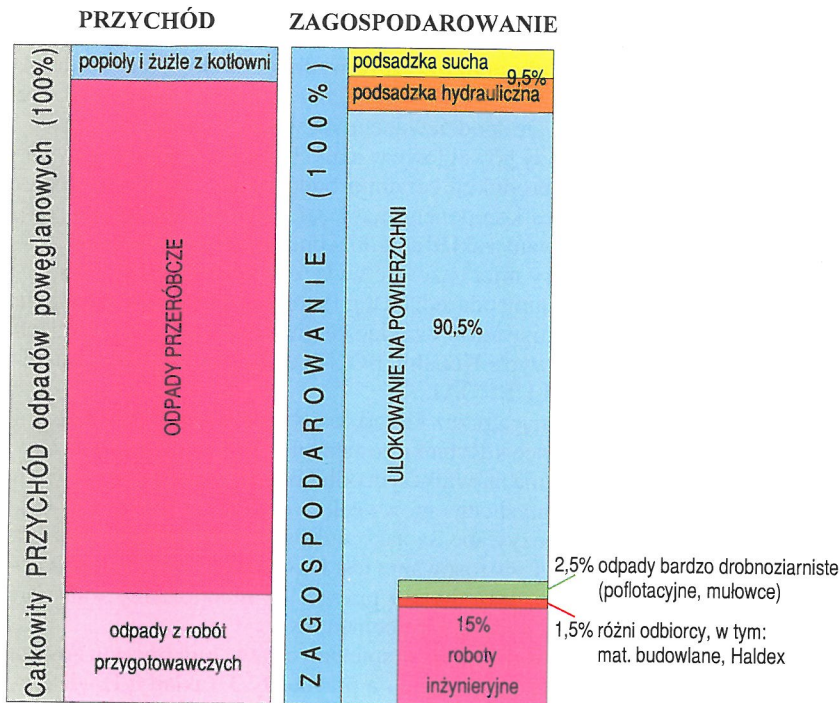 PRZYCHÓD
ZAGOSPODAROWANIE
Całkowity PRZYCHÓD odpadów powęglanowych (100%)
popioły i żużle z kotłowni
ODPADY PRZERÓBCZE
odpady z robót
przygotowawczych
ZAGOSPODAROWANIE (100%)
podsadzka sucha
9,5%
podsadzka hydrauliczna
ULOKOWANIE NA POWIERZCHNI
90,5%
2,5% odpady bardzo drobnoziarniste
(poflotacyjne, mułowce)
1,5% różni odbiorcy, w tym:
mat. budowlane, Haldex
15%
roboty
inżynieryjne